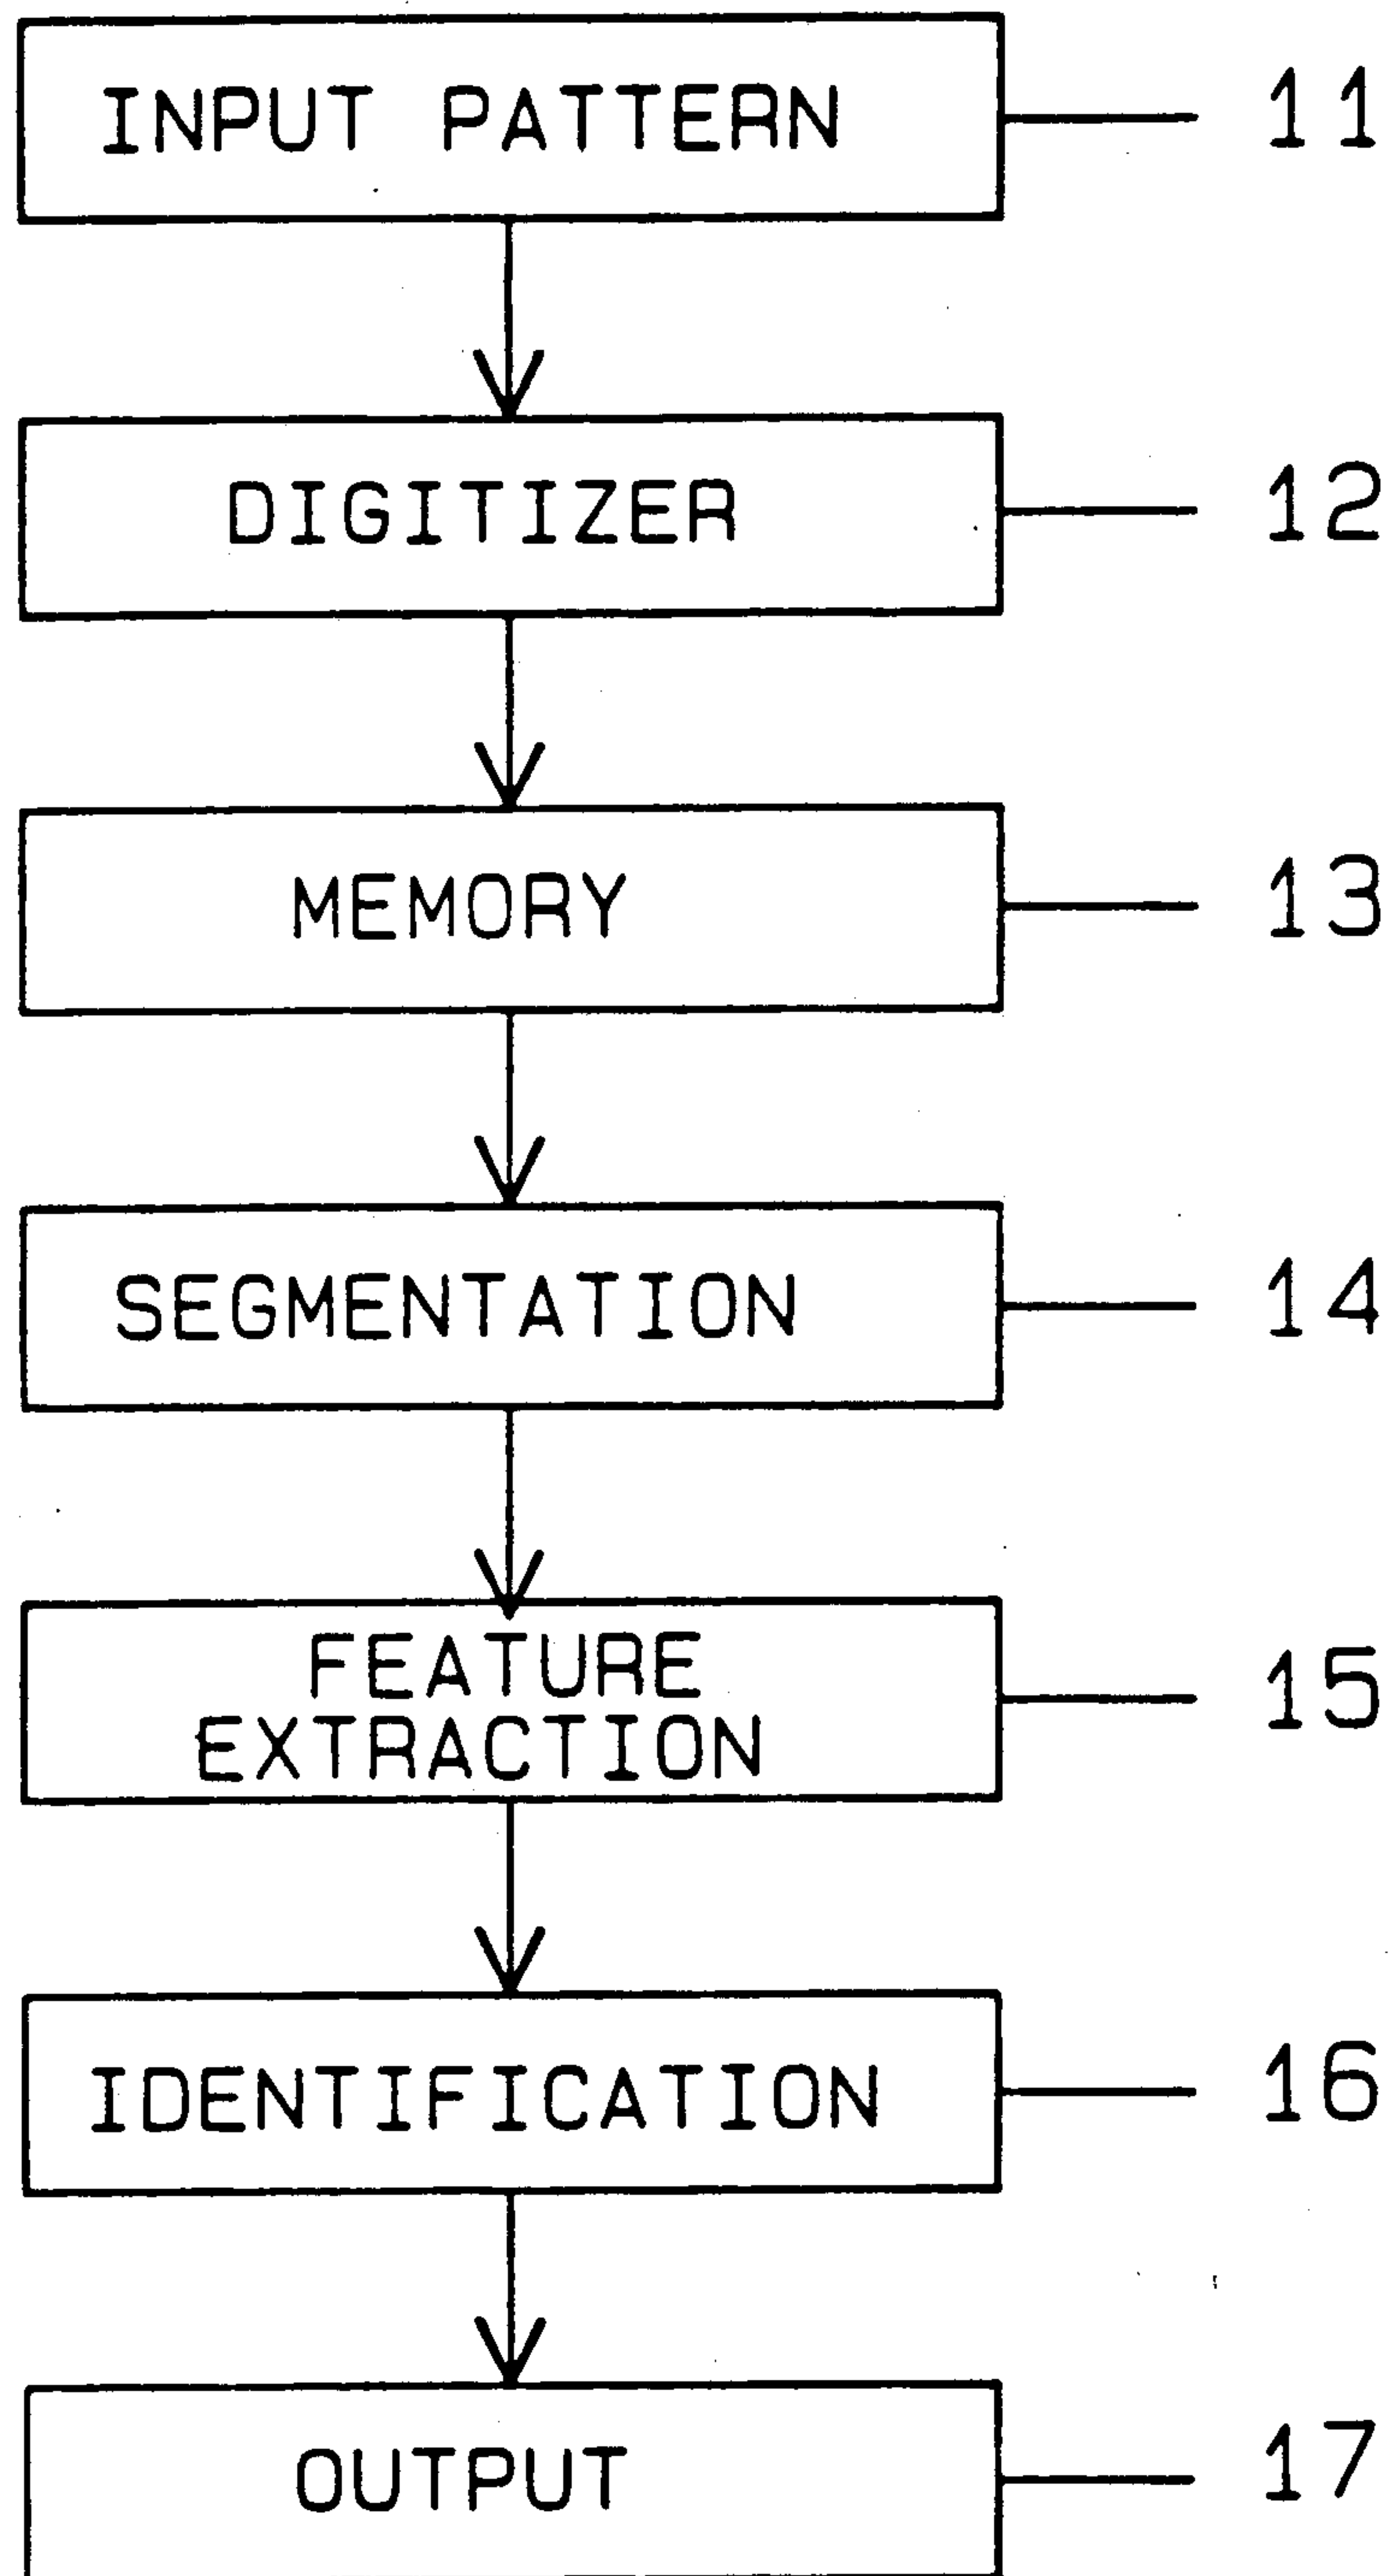 INPUT PATTERN 11
DIGITIZER 12
MEMORY 13
SEGMENTATION 14
FEATURE
EXTRACTION 15
IDENTIFICATION 16
OUTPUT 17